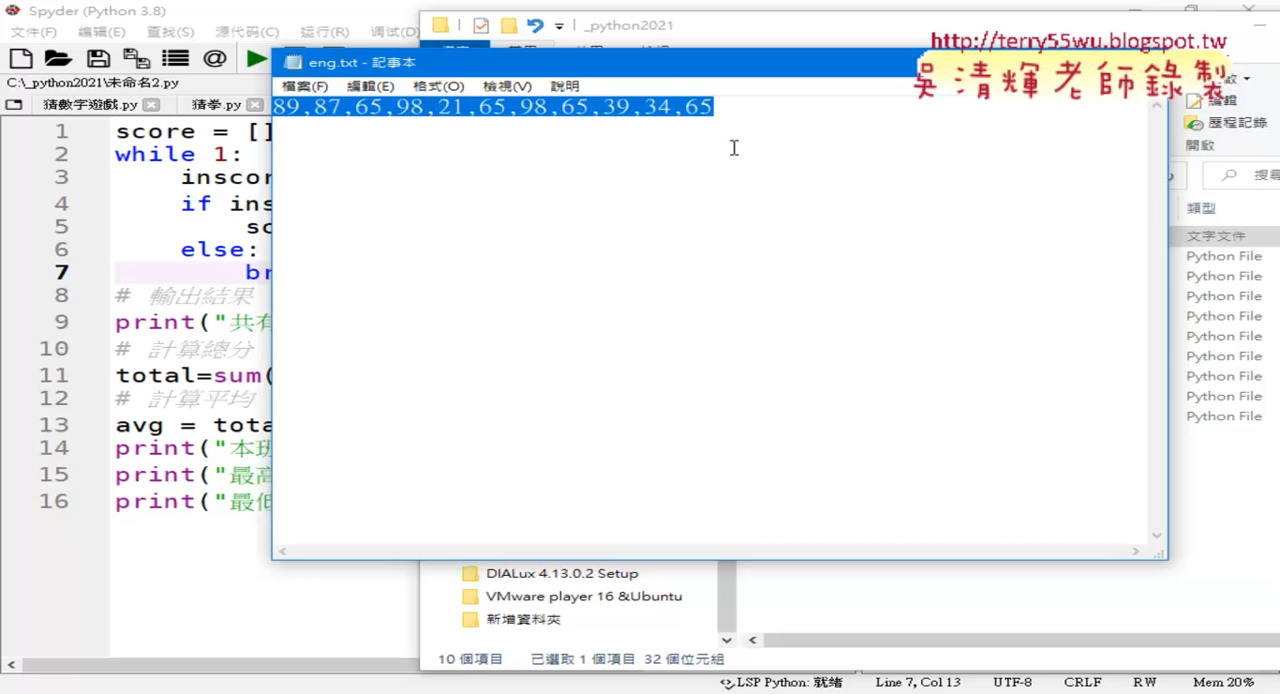 Spyder (Python 3.8)
文件(F) 编辑(E) 查找(S) 源代码(C) 运行(R) 调试(D)
C:\_python2021\未命名2.py
猜數字遊戲.py
猜拳.py
1 score = []
2 while 1:
3 inscor
4 if ins
5 sc
6 else:
7 br
8 # 輸出結果
9 print("共有
10 # 計算總分
11 total=sum(
12 # 計算平均
13 avg = tota
14 print("本班
15 print("最高
16 print("最低
_python2021
http://terry55wu.blogspot.tw
吳清輝老師錄製
eng.txt - 記事本
檔案(F) 編輯(E) 格式(O) 檢視(V) 說明
89,87,65,98,21,65,98,65,39,34,65
編輯
歷程記錄
開啟
搜尋
類型
文字文件
Python File
Python File
Python File
Python File
Python File
Python File
Python File
Python File
Python File
DIALux 4.13.0.2 Setup
VMware player 16 &Ubuntu
新增資料夾
10 個項目 已選取 1 個項目 32 個位元組
LSP Python: 就绪 Line 7, Col 13 UTF-8 CRLF RW Mem 20%